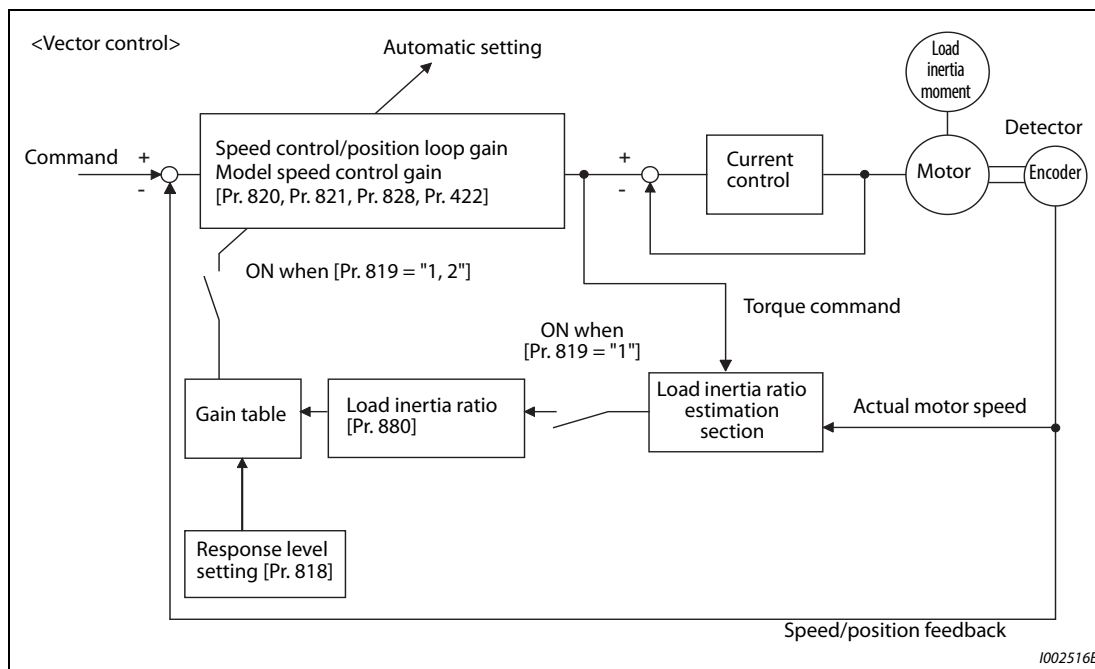 <Vector control>
Automatic setting
Load
inertia
moment
Detector
Command
+
-
Speed control/position loop gain
Model speed control gain
[Pr. 820, Pr. 821, Pr. 828, Pr. 422]
+
-
Current
control
Motor
Encoder
ON when [Pr. 819 = "1, 2"]
Torque command
ON when
[Pr. 819 = "1"]
Gain table
Load inertia ratio
[Pr. 880]
Load inertia ratio
estimation
section
Actual motor speed
Response level
setting [Pr. 818]
Speed/position feedback
I002516E